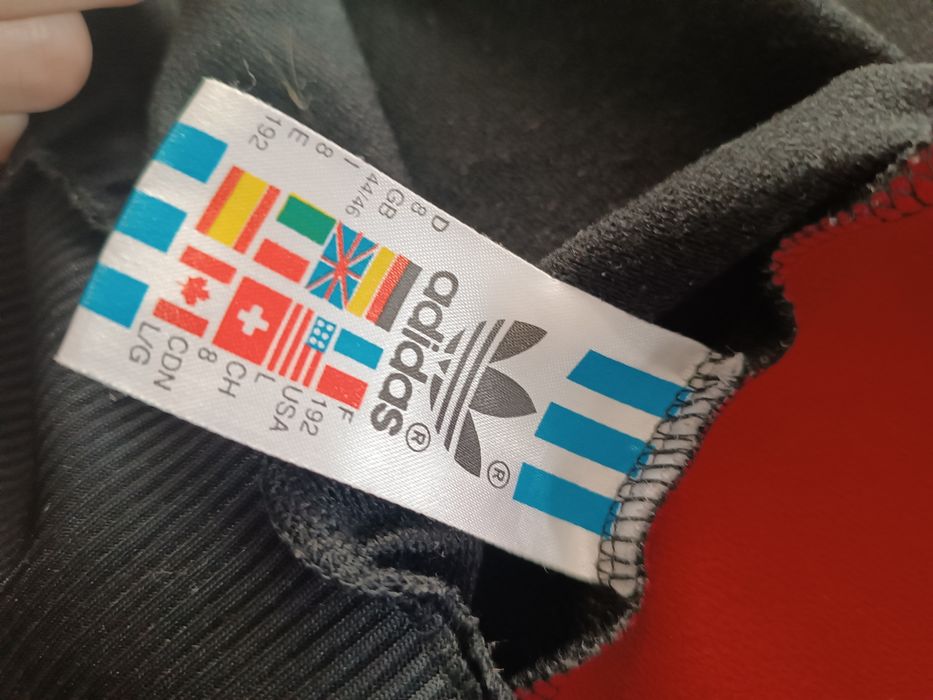 ®
adidas®
D F
8 192
GB USA
44/46 L
I CH
8 8
E CDN
192 L/G